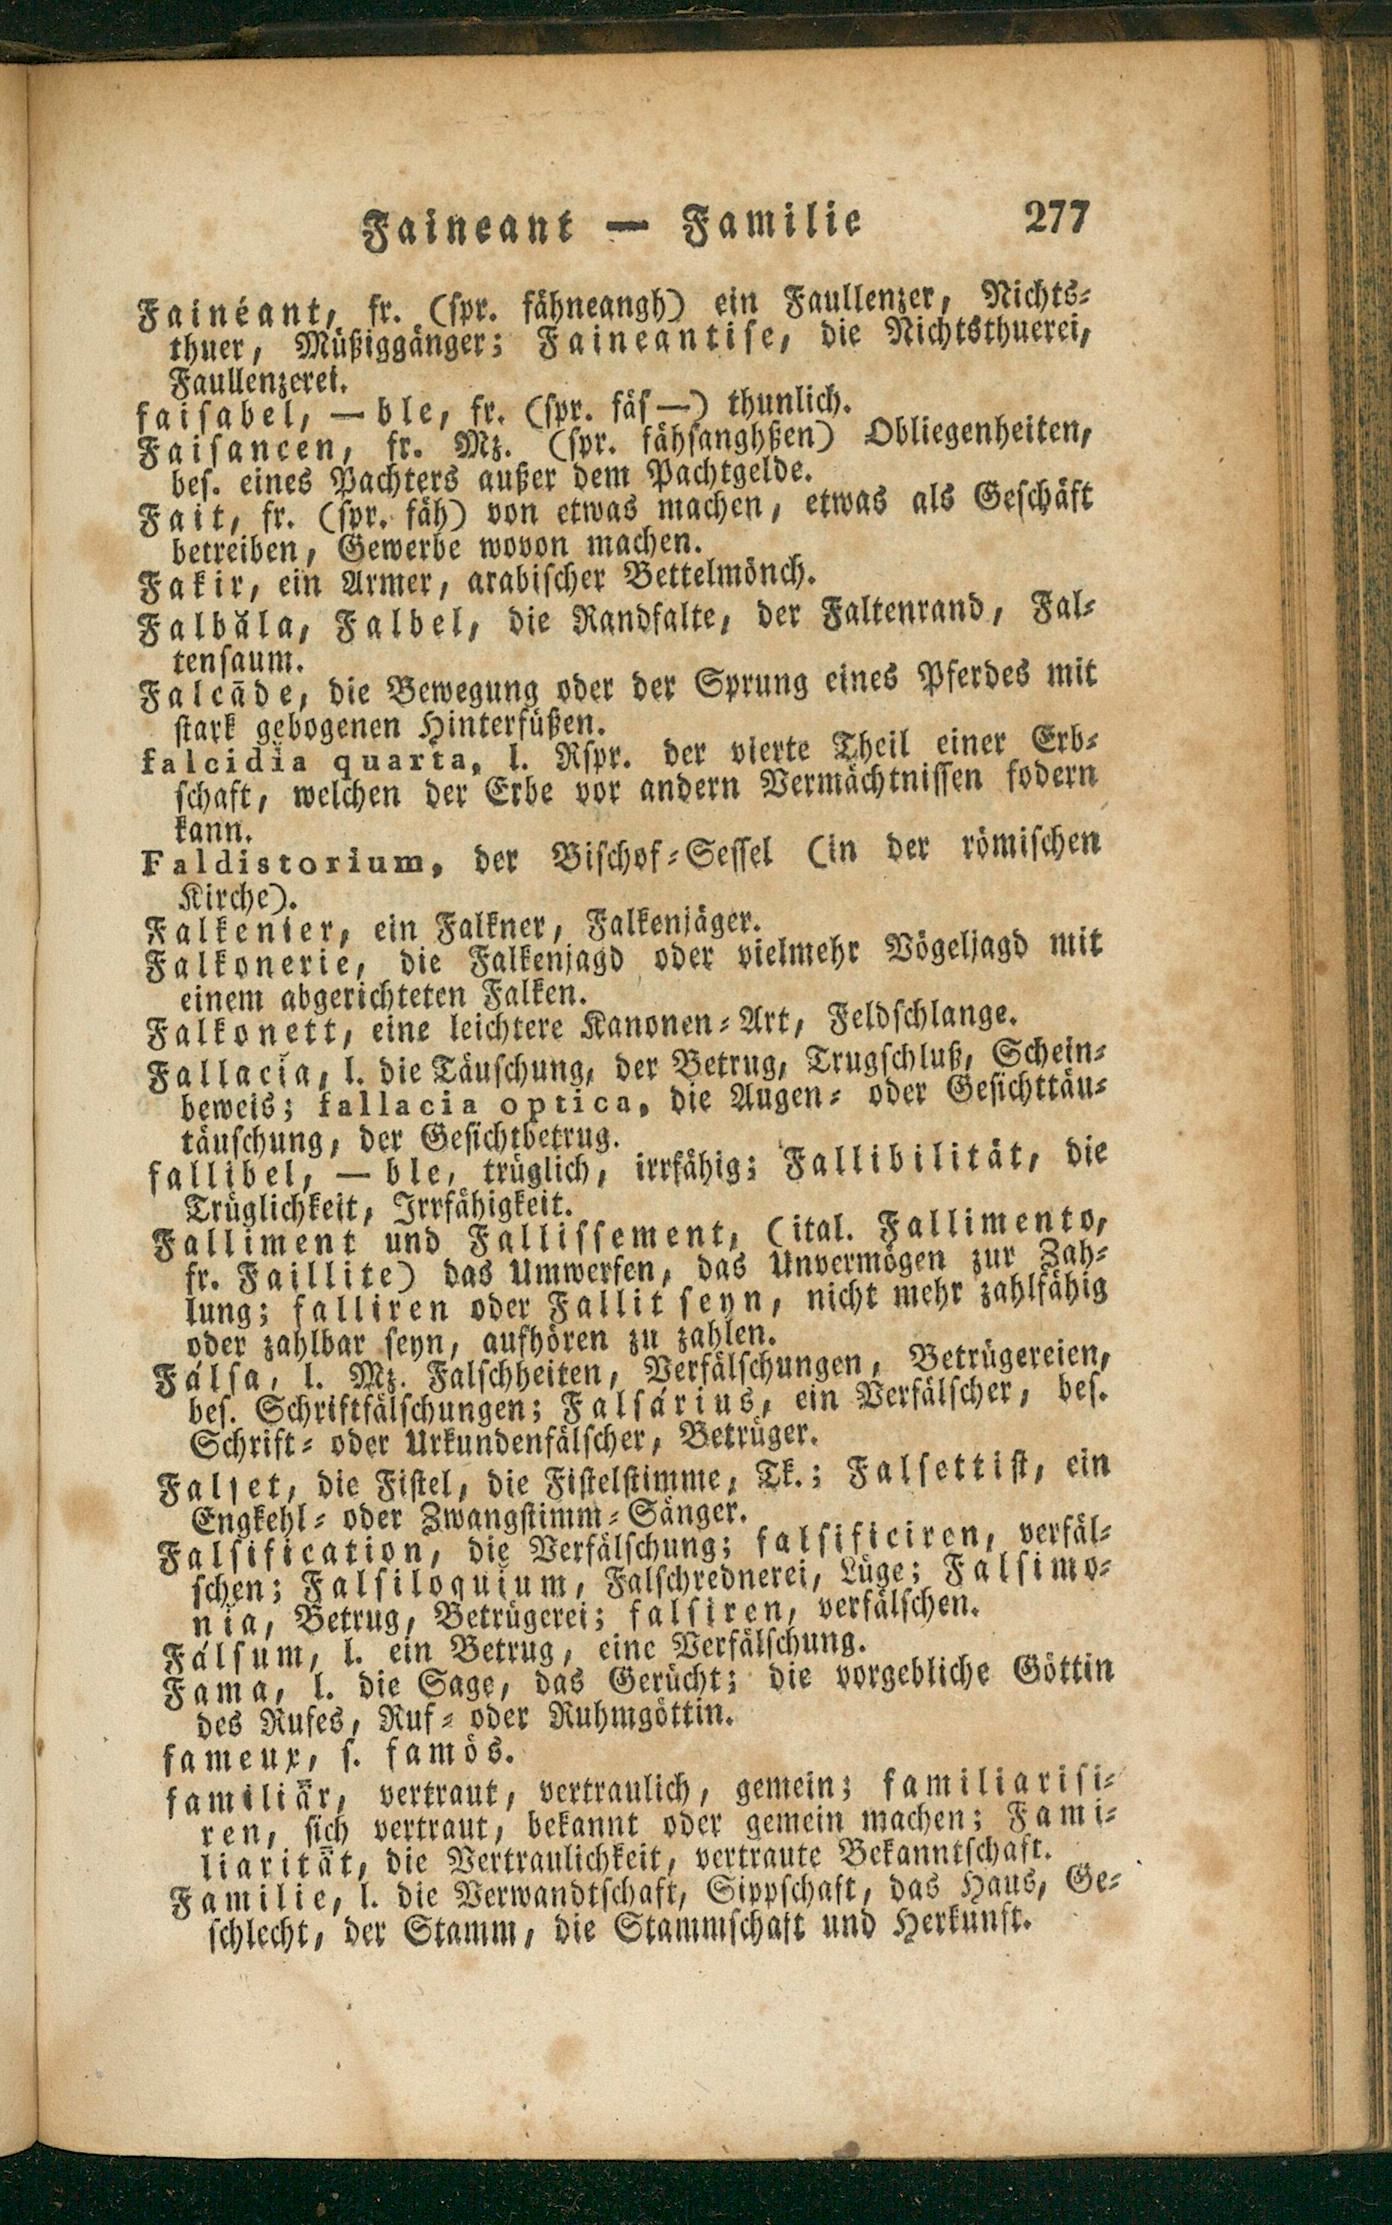 Faineant — Familie 277
Fainéant, fr. (spr. fähneangh) ein Faullenzer, Nichts-
thuer, Müßiggänger; Faineantise, die Nichtsthuerei,
Faullenzerei.
faisabel, — ble, fr. (spr. fäs—) thunlich.
Faisancen, fr. Mz. (spr. fähsanghßen) Obliegenheiten,
bes. eines Pachters außer dem Pachtgelde.
Fait, fr. (spr. fäh) von etwas machen, etwas als Geschäft
betreiben, Gewerbe wovon machen.
Fakir, ein Armer, arabischer Bettelmönch.
Falbăla, Falbel, die Randfalte, der Faltenrand, Fal-
tensaum.
Falcāde, die Bewegung oder der Sprung eines Pferdes mit
stark gebogenen Hinterfüßen.
falcidĭa quarta, l. Rspr. der vierte Theil einer Erb-
schaft, welchen der Erbe vor andern Vermächtnissen fodern
kann.
Faldistorium, der Bischof-Sessel (in der römischen
Kirche).
Falkenier, ein Falkner, Falkenjäger.
Falkonerie, die Falkenjagd oder vielmehr Vögeljagd mit
einem abgerichteten Falken.
Falkonett, eine leichtere Kanonen-Art, Feldschlange.
Fallacĭa, l. die Täuschung, der Betrug, Trugschluß, Schein-
beweis; fallacia optica, die Augen- oder Gesichttäu-
täuschung, der Gesichtbetrug.
fallibel, — ble, trüglich, irrfähig; Fallibilität, die
Trüglichkeit, Irrfähigkeit.
Falliment und Fallissement, (ital. Fallimento,
fr. Faillite) das Umwerfen, das Unvermögen zur Zah-
lung; falliren oder Fallit seyn, nicht mehr zahlfähig
oder zahlbar seyn, aufhören zu zahlen.
Fálsa, l. Mz. Falschheiten, Verfälschungen, Betrügereien,
bes. Schriftfälschungen; Falsárius, ein Verfälscher, bes.
Schrift- oder Urkundenfälscher, Betrüger.
Falset, die Fistel, die Fistelstimme, Tk.; Falsettist, ein
Engkehl- oder Zwangstimm-Sänger.
Falsification, die Verfälschung; falsificiren, verfäl-
schen; Falsiloquium, Falschrednerei, Lüge; Falsimo-
nia, Betrug, Betrügerei; falsiren, verfälschen.
Fálsum, l. ein Betrug, eine Verfälschung.
Fama, l. die Sage, das Gerücht; die vorgebliche Göttin
des Rufes, Ruf- oder Ruhmgöttin.
fameux, s. famös.
familiär, vertraut, vertraulich, gemein; familiarisi-
ren, sich vertraut, bekannt oder gemein machen; Fami-
liarität, die Vertraulichkeit, vertraute Bekanntschaft.
Familie, l. die Verwandtschaft, Sippschaft, das Haus, Ge-
schlecht, der Stamm, die Stammschaft und Herkunft.